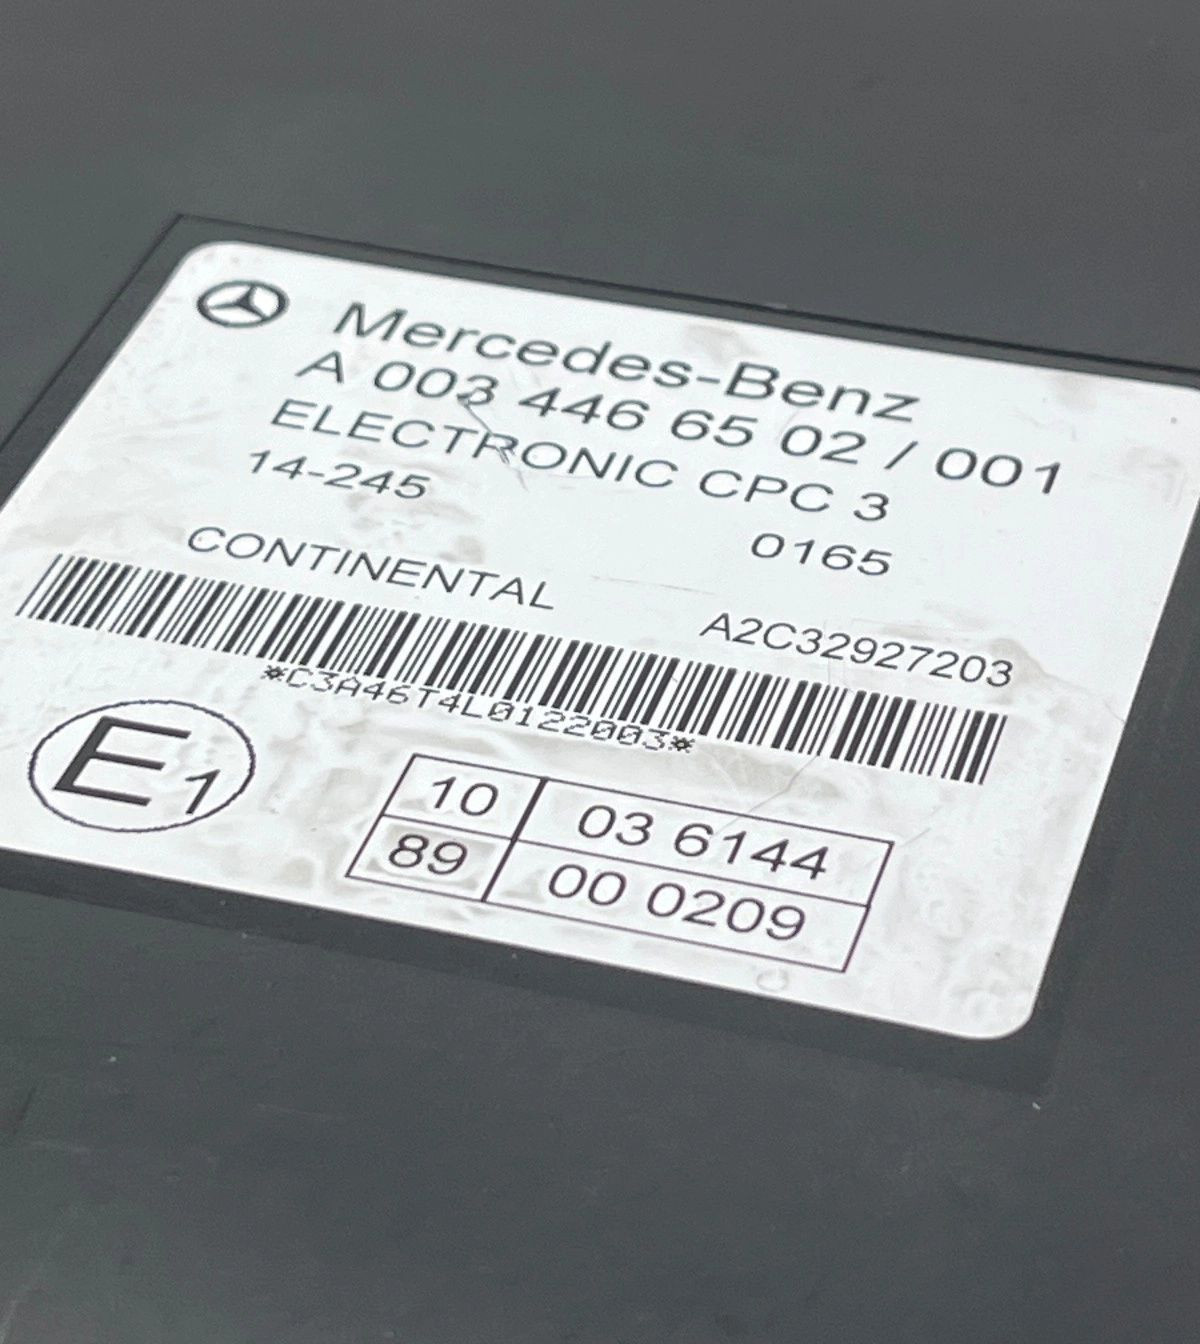 Mercedes-Benz
A 003 446 65 02 / 001
ELECTRONIC CPC 3
14-245 0165
CONTINENTAL A2C32927203
*C3A46T4L0122003*
E1
10 03 6144
89 00 0209